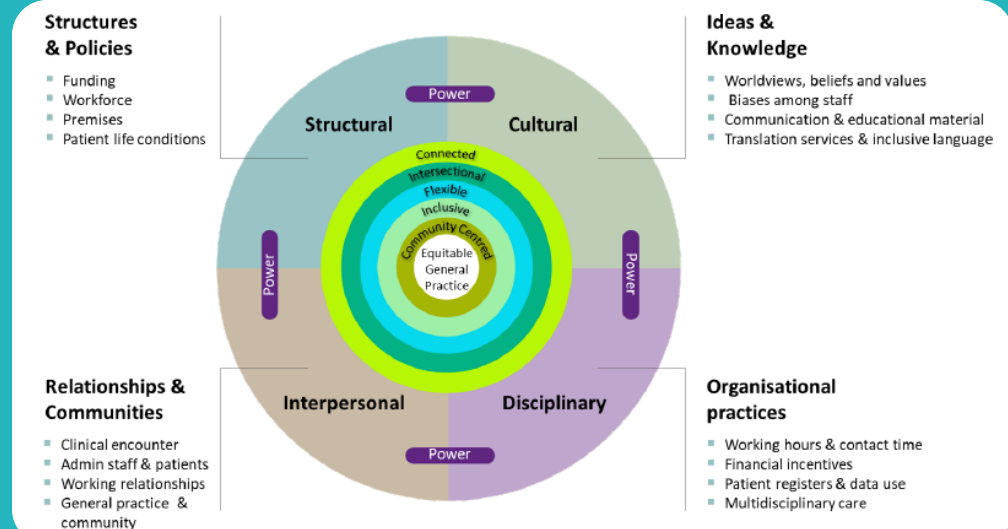 Structures
& Policies
Funding
Workforce
Premises
Patient life conditions
Ideas &
Knowledge
Worldviews, beliefs and values
Biases among staff
Communication & educational material
Translation services & inclusive language
Power
Structural
Cultural
Connected
Intersectional
Flexible
Inclusive
Community Centred
Equitable
General
Practice
Power
Power
Interpersonal
Disciplinary
Power
Relationships &
Communities
Clinical encounter
Admin staff & patients
Working relationships
General practice &
community
Organisational
practices
Working hours & contact time
Financial incentives
Patient registers & data use
Multidisciplinary care